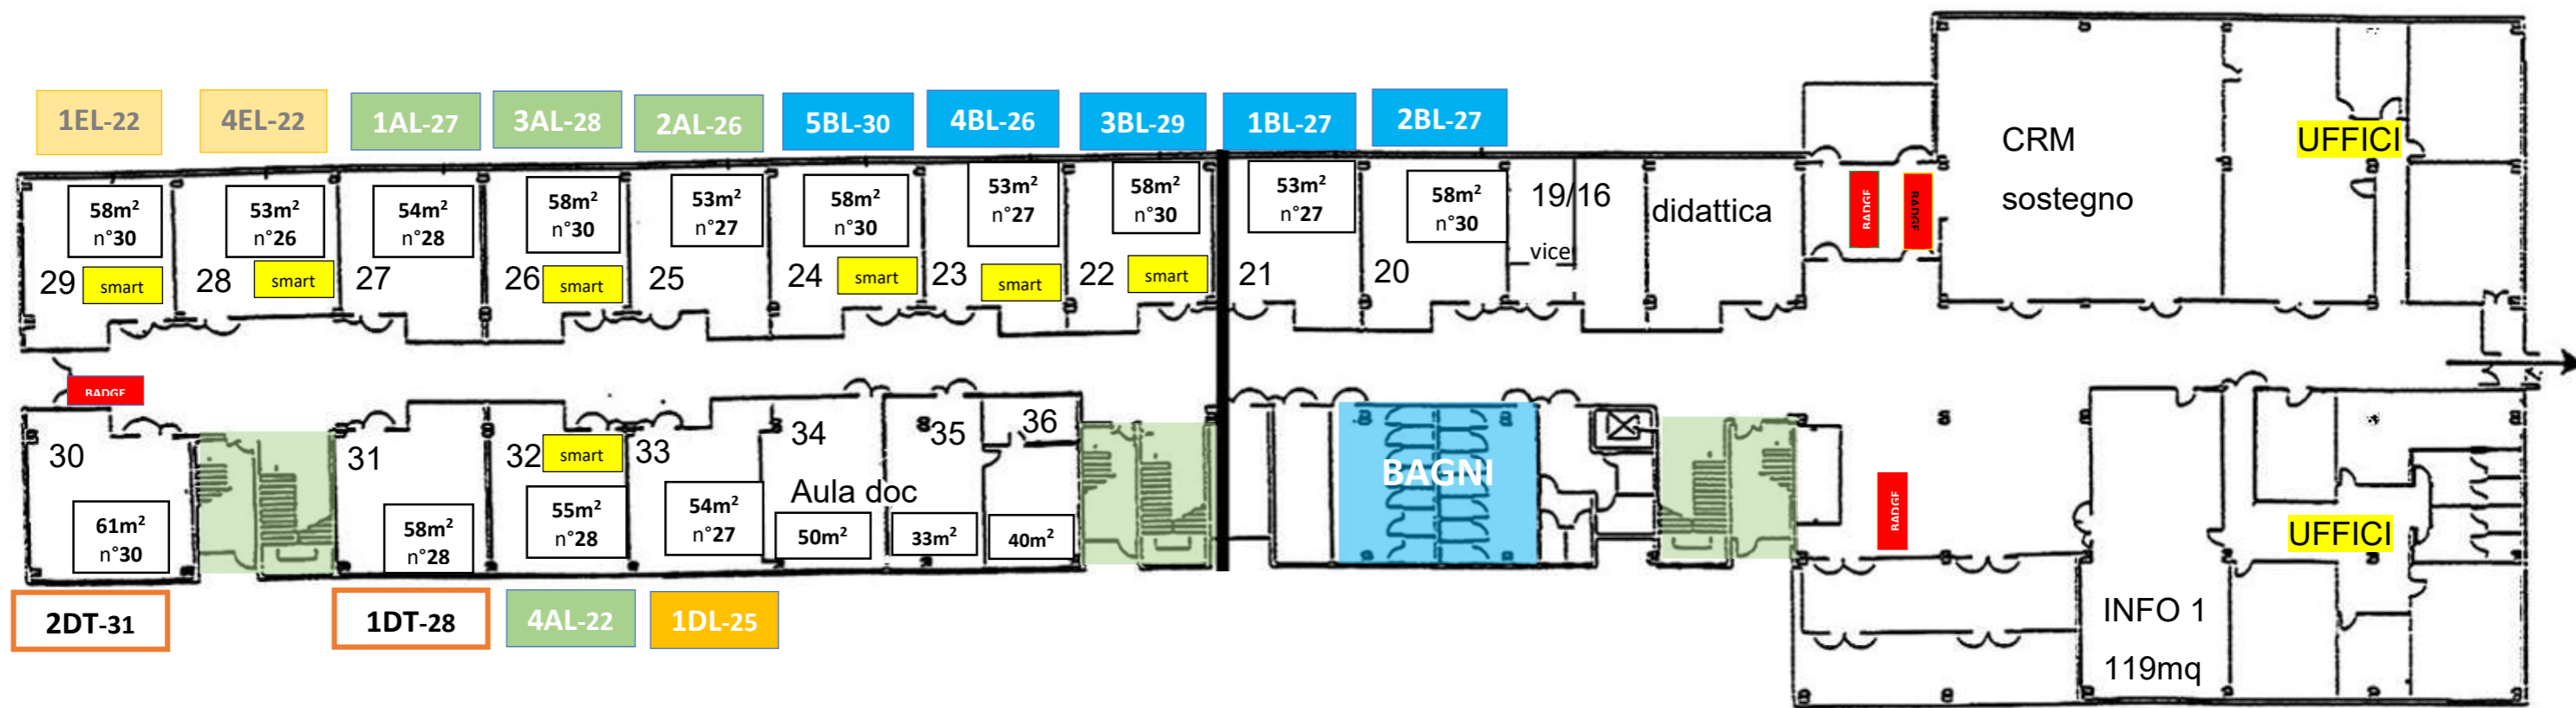 1EL-22
4EL-22
1AL-27
3AL-28
2AL-26
5BL-30
4BL-26
3BL-29
1BL-27
2BL-27
58m²
n°30
29
smart
53m²
n°26
28
smart
54m²
n°28
27
58m²
n°30
26
smart
53m²
n°27
25
58m²
n°30
24
smart
53m²
n°27
23
smart
58m²
n°30
22
smart
53m²
n°27
21
58m²
n°30
20
19/16
vice
didattica
BADGE
BADGE
CRM
sostegno
UFFICI
BADGE
30
61m²
n°30
31
58m²
n°28
32
smart
55m²
n°28
33
54m²
n°27
34
Aula doc
50m²
35
33m²
36
40m²
BAGNI
BADGE
INFO 1
119mq
UFFICI
2DT-31
1DT-28
4AL-22
1DL-25